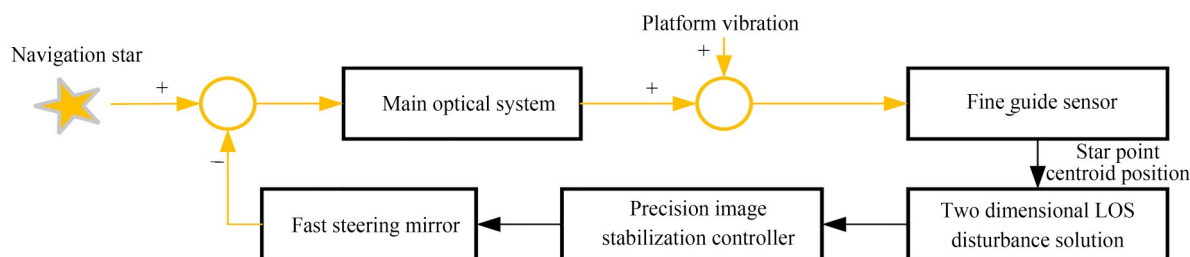 Platform vibration
Navigation star
+
+
+
Main optical system
Fine guide sensor
−
Star point
centroid position
Fast steering mirror
Precision image
stabilization controller
Two dimensional LOS
disturbance solution